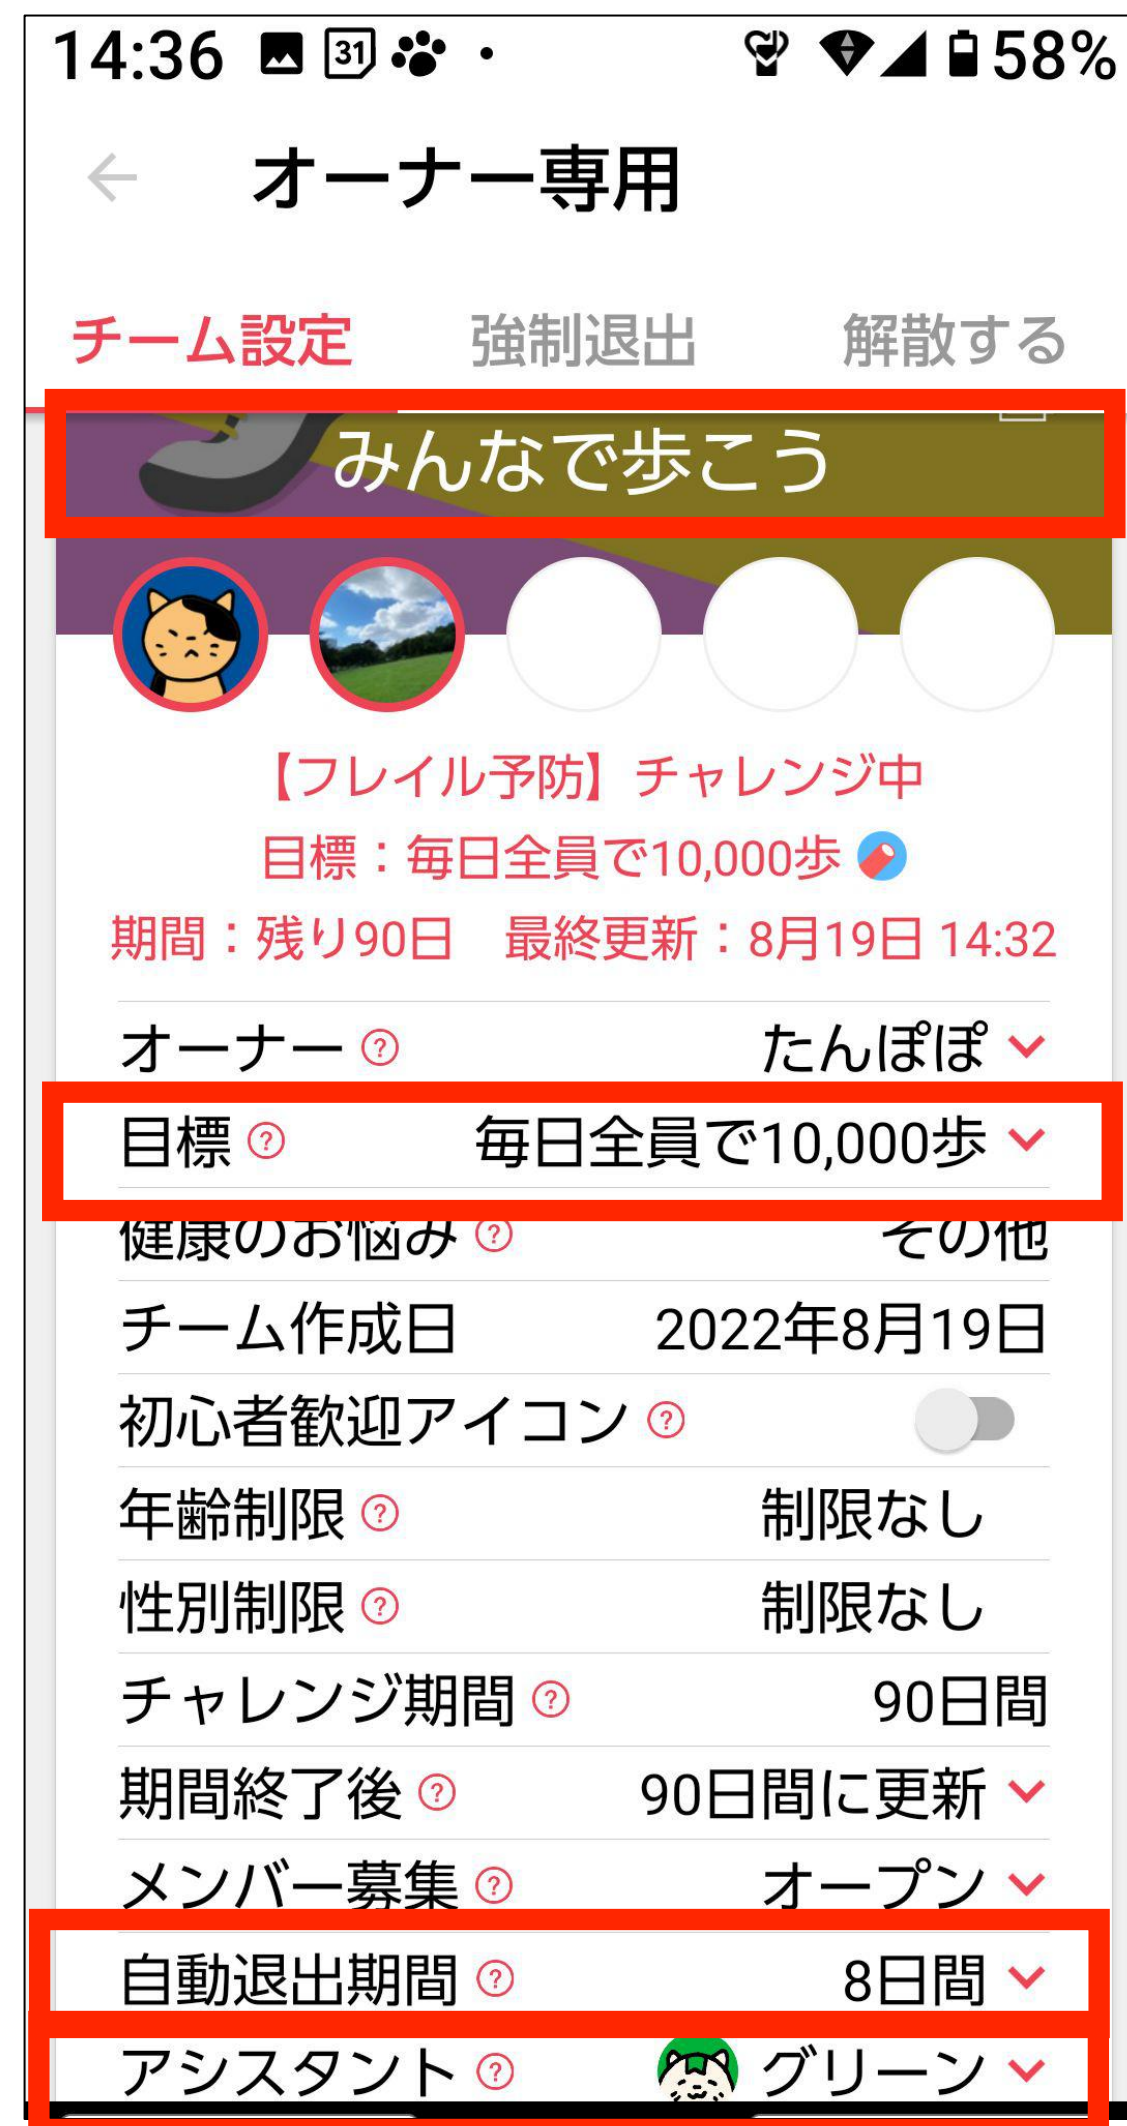 14:36 31 58%
オーナー専用
チーム設定 強制退出 解散する
みんなで歩こう
【フレイル予防】チャレンジ中
目標：毎日全員で10,000歩
期間：残り90日 最終更新：8月19日 14:32
オーナー ? たんぽぽ
目標 ? 毎日全員で10,000歩
健康のお悩み ? その他
チーム作成日 2022年8月19日
初心者歓迎アイコン ?
年齢制限 ? 制限なし
性別制限 ? 制限なし
チャレンジ期間 ? 90日間
期間終了後 ? 90日間に更新
メンバー募集 ? オープン
自動退出期間 ? 8日間
アシスタント ? グリーン